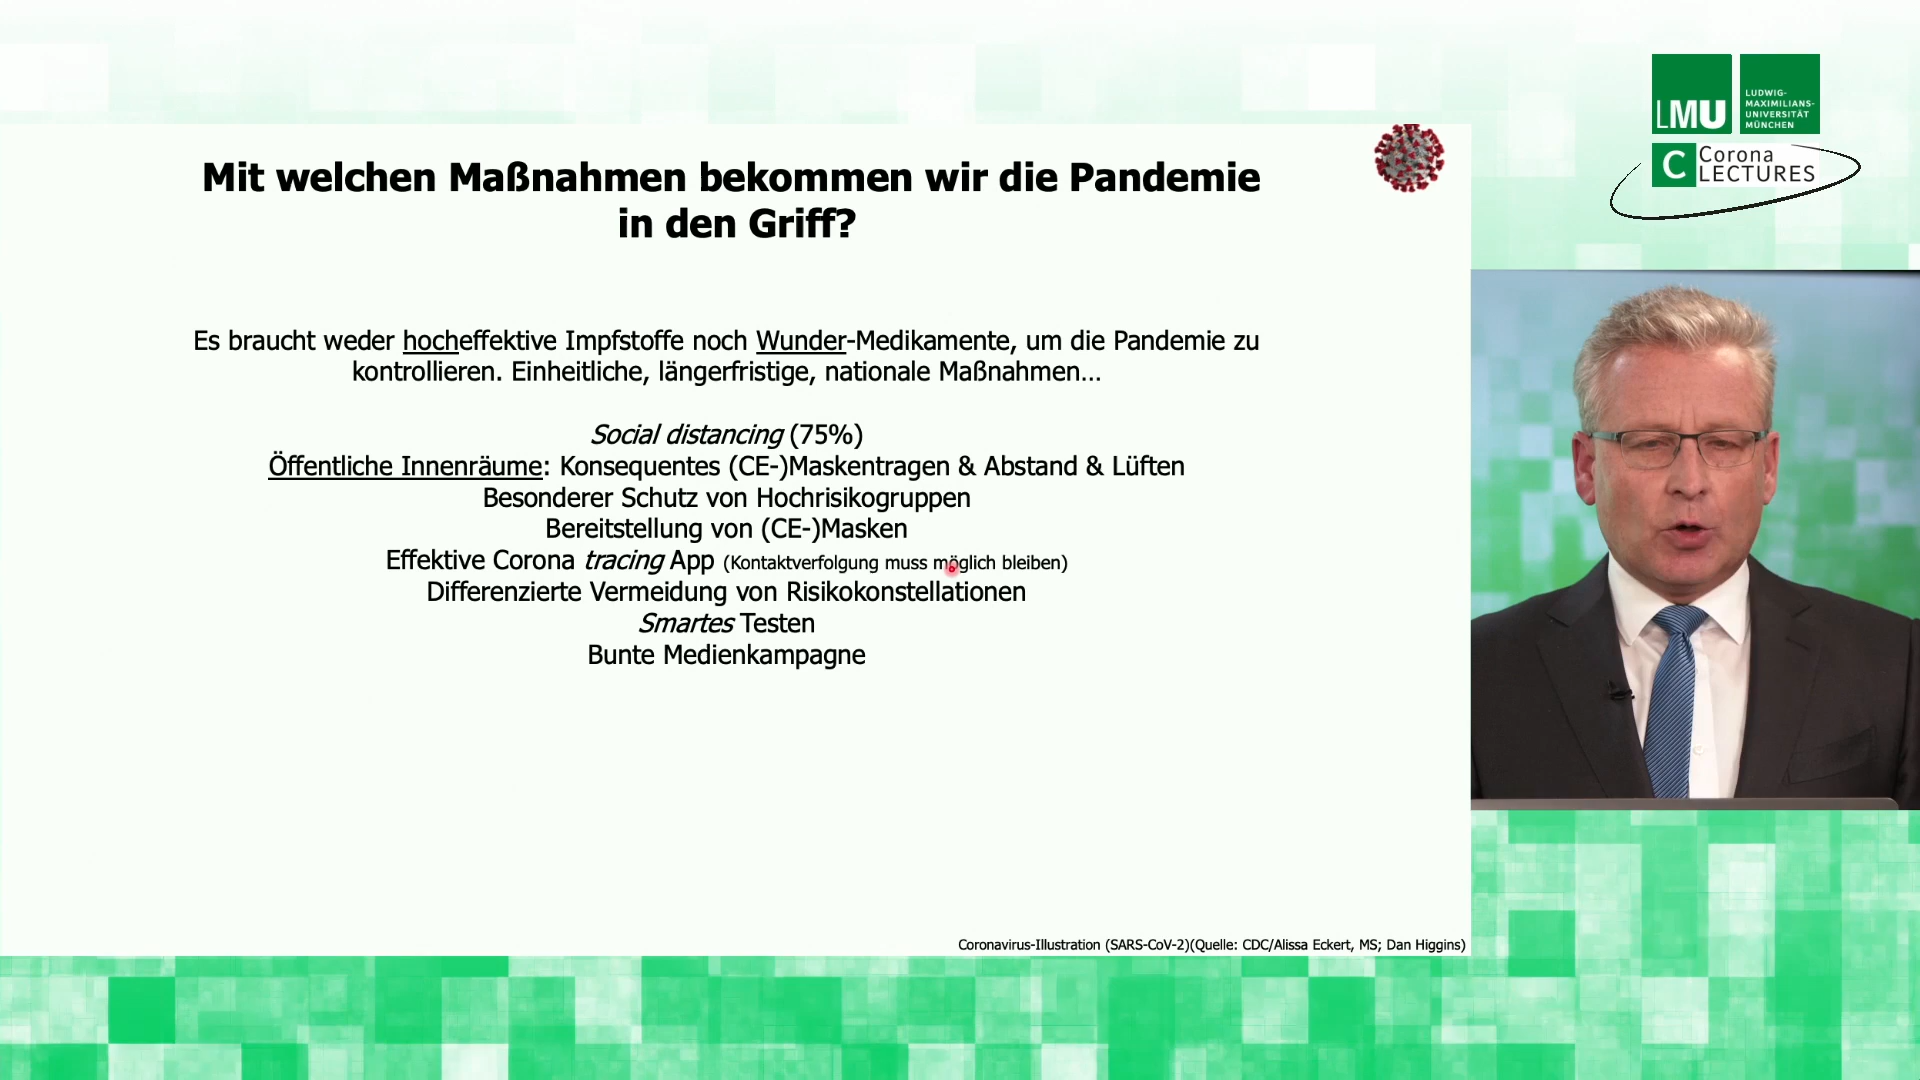 Mit welchen Maßnahmen bekommen wir die Pandemie
in den Griff?
Es braucht weder hocheffektive Impfstoffe noch Wunder-Medikamente, um die Pandemie zu
kontrollieren. Einheitliche, längerfristige, nationale Maßnahmen...
Social distancing (75%)
Öffentliche Innenräume: Konsequentes (CE-)Maskentragen & Abstand & Lüften
Besonderer Schutz von Hochrisikogruppen
Bereitstellung von (CE-)Masken
Effektive Corona tracing App (Kontaktverfolgung muss möglich bleiben)
Differenzierte Vermeidung von Risikokonstellationen
Smartes Testen
Bunte Medienkampagne
Coronavirus-Illustration (SARS-CoV-2)(Quelle: CDC/Alissa Eckert, MS; Dan Higgins)
LMU
LUDWIG-
MAXIMILIANS-
UNIVERSITÄT
MÜNCHEN
C
Corona
LECTURES